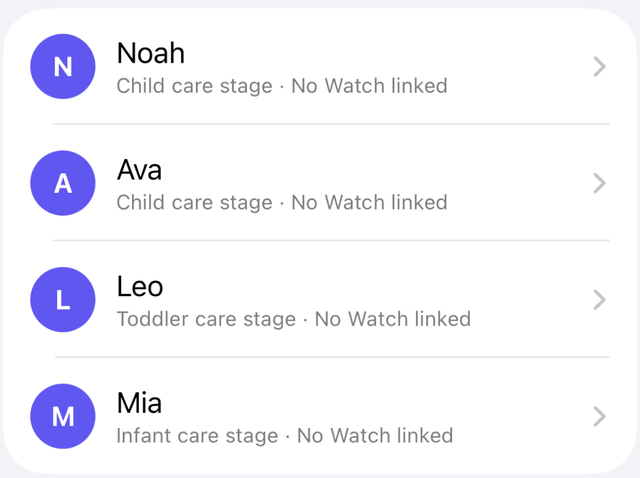 N
Noah
Child care stage · No Watch linked
A
Ava
Child care stage · No Watch linked
L
Leo
Toddler care stage · No Watch linked
M
Mia
Infant care stage · No Watch linked